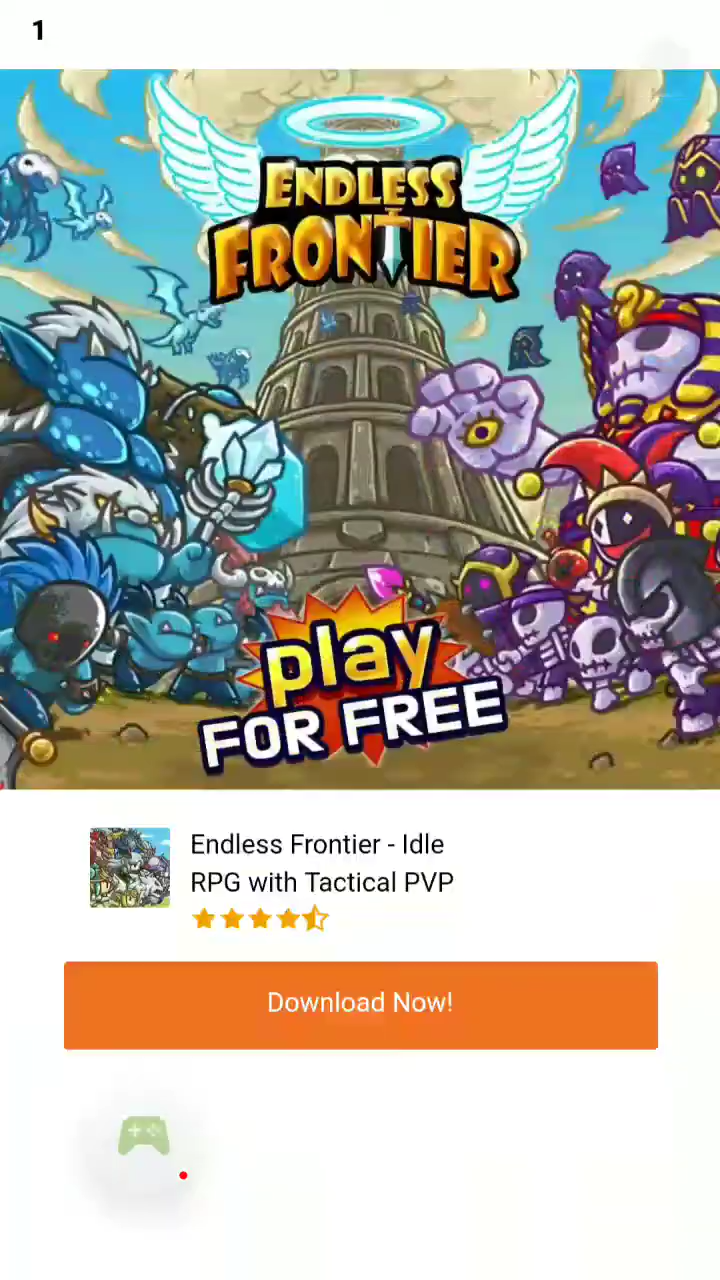 1
ENDLESS
FRONTIER
play
FOR FREE
Endless Frontier - Idle
RPG with Tactical PVP
Download Now!